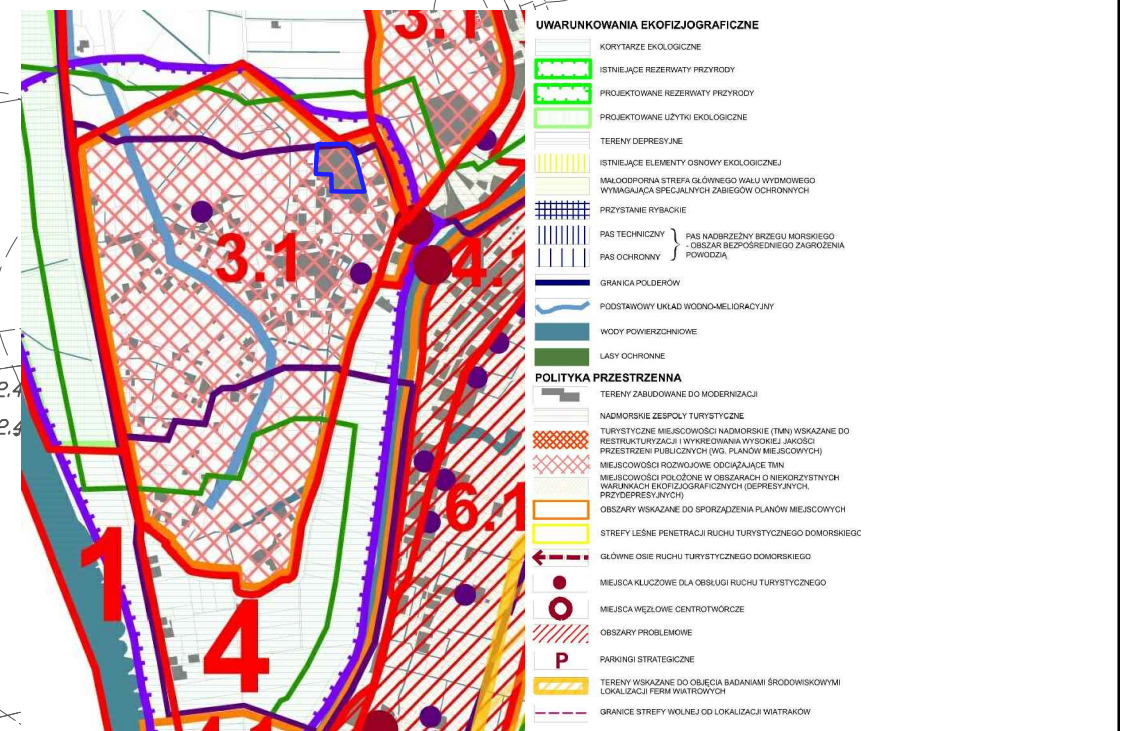 3.1
3.1
4.1
6.1
1
4
4.1
2.4
2.4
UWARUNKOWANIA EKOFIZJOGRAFICZNE
KORYTARZE EKOLOGICZNE
ISTNIEJĄCE REZERWATY PRZYRODY
PROJEKTOWANE REZERWATY PRZYRODY
PROJEKTOWANE UŻYTKI EKOLOGICZNE
TERENY DEPRESYJNE
ISTNIEJĄCE ELEMENTY OSNOWY EKOLOGICZNEJ
MAŁOODPORNA STREFA GŁÓWNEGO WAŁU WYDMOWEGO
WYMAGAJĄCA SPECJALNYCH ZABIEGÓW OCHRONNYCH
PRZYSTANIE RYBACKIE
PAS TECHNICZNY
PAS OCHRONNY
PAS NADBRZEŻNY BRZEGU MORSKIEGO
- OBSZAR BEZPOŚREDNIEGO ZAGROŻENIA
POWODZIĄ
GRANICA POLDERÓW
PODSTAWOWY UKŁAD WODNO-MELIORACYJNY
WODY POWIERZCHNIOWE
LASY OCHRONNE
POLITYKA PRZESTRZENNA
TERENY ZABUDOWANE DO MODERNIZACJI
NADMORSKIE ZESPOŁY TURYSTYCZNE
TURYSTYCZNE MIEJSCOWOŚCI NADMORSKIE (TMN) WSKAZANE DO
RESTRUKTURYZACJI I WYKREOWANIA WYSOKIEJ JAKOŚCI
PRZESTRZENI PUBLICZNYCH (WG. PLANÓW MIEJSCOWYCH)
MIEJSCOWOŚCI ROZWOJOWE ODCIĄŻAJĄCE TMN
MIEJSCOWOŚCI POŁOŻONE W OBSZARACH O NIEKORZYSTNYCH
WARUNKACH EKOFIZJOGRAFICZNYCH (DEPRESYJNYCH,
PRZYDEPRESYJNYCH)
OBSZARY WSKAZANE DO SPORZĄDZENIA PLANÓW MIEJSCOWYCH
STREFY LEŚNE PENETRACJI RUCHU TURYSTYCZNEGO DOMORSKIEGO
GŁÓWNE OSIE RUCHU TURYSTYCZNEGO DOMORSKIEGO
MIEJSCA KLUCZOWE DLA OBSŁUGI RUCHU TURYSTYCZNEGO
MIEJSCA WĘZŁOWE CENTROTWÓRCZE
OBSZARY PROBLEMOWE
P
PARKINGI STRATEGICZNE
TERENY WSKAZANE DO OBJĘCIA BADANIAMI ŚRODOWISKOWYMI
LOKALIZACJI FERM WIATROWYCH
GRANICE STREFY WOLNEJ OD LOKALIZACJI WIATRAKÓW